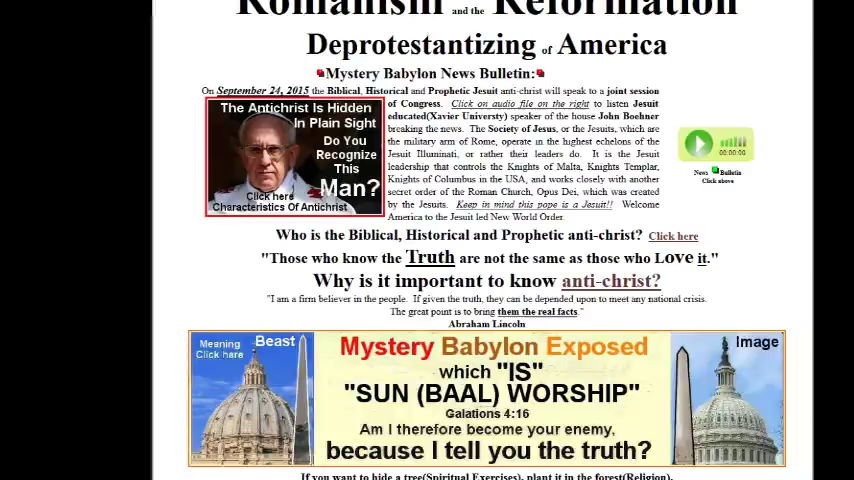 Romanism and the Reformation
Deprotestantizing of America
Mystery Babylon News Bulletin:
On September 24, 2015 the Biblical, Historical and Prophetic Jesuit anti-christ will speak to a joint session
of Congress. Click on audio file on the right to listen Jesuit
educated(Xavier Universty) speaker of the house John Boehner
breaking the news. The Society of Jesus, or the Jesuits, which are
the military arm of Rome, operate in the highest echelons of the
Jesuit Illuminati, or rather their leaders do. It is the Jesuit
leadership that controls the Knights of Malta, Knights Templar,
Knights of Columbus in the USA, and works closely with another
secret order of the Roman Church, Opus Dei, which was created
by the Jesuits. Keep in mind this pope is a Jesuit!! Welcome
America to the Jesuit led New World Order.
The Antichrist Is Hidden
In Plain Sight
Do You
Recognize
This
Man?
Click here
Characteristics Of Antichrist
00:00:00
News Bulletin
Click above
Who is the Biblical, Historical and Prophetic anti-christ? Click here
"Those who know the Truth are not the same as those who Love it."
Why is it important to know anti-christ?
"I am a firm believer in the people. If given the truth, they can be depended upon to meet any national crisis.
The great point is to bring them the real facts."
Abraham Lincoln
Meaning
Click here
Beast
Mystery Babylon Exposed
which "IS"
"SUN (BAAL) WORSHIP"
Galations 4:16
Am I therefore become your enemy,
because I tell you the truth?
Image
If you want to hide a tree(Spiritual Exercises), plant it in the forest(Religion).